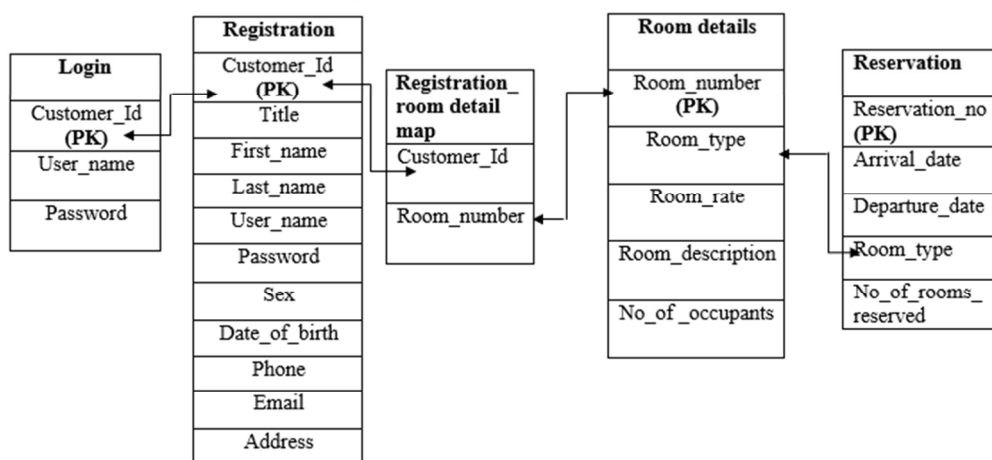 Login
Customer_Id
(PK)
User_name
Password
Registration
Customer_Id
(PK)
Title
First_name
Last_name
User_name
Password
Sex
Date_of_birth
Phone
Email
Address
Registration_
room detail
map
Customer_Id
Room_number
Room details
Room_number
(PK)
Room_type
Room_rate
Room_description
No_of _occupants
Reservation
Reservation_no
(PK)
Arrival_date
Departure_date
Room_type
No_of_rooms_
reserved